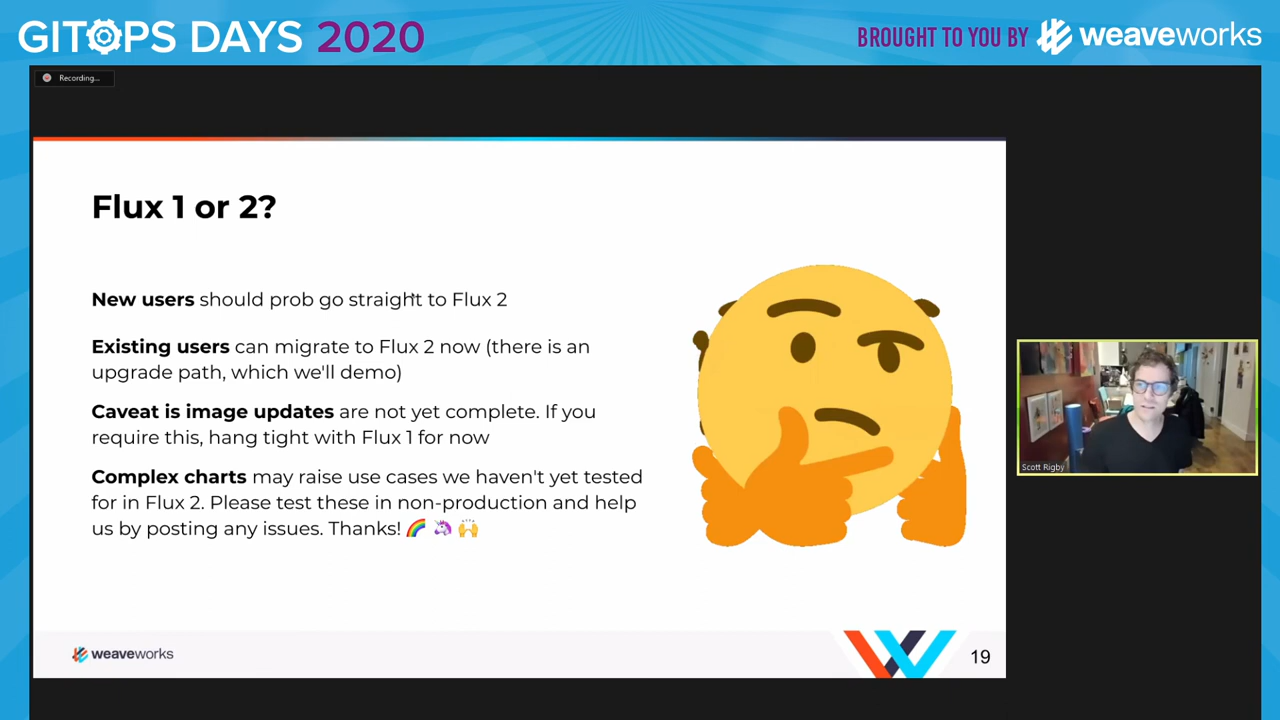 GITOPS DAYS 2020
BROUGHT TO YOU BY weaveworks
Recording...
Flux 1 or 2?
New users should prob go straight to Flux 2
Existing users can migrate to Flux 2 now (there is an
upgrade path, which we'll demo)
Caveat is image updates are not yet complete. If you
require this, hang tight with Flux 1 for now
Complex charts may raise use cases we haven't yet tested
for in Flux 2. Please test these in non-production and help
us by posting any issues. Thanks! 🌈 🦄 🙌
Scott Rigby
weaveworks
19